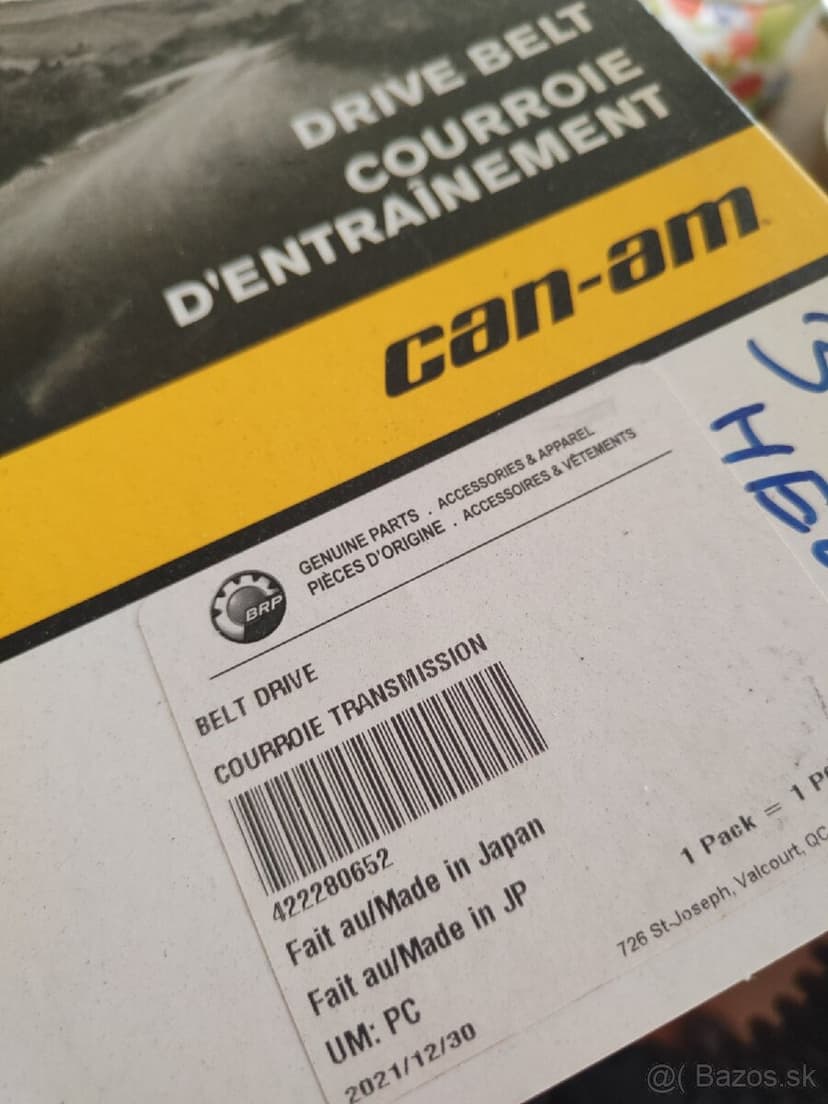 DRIVE BELT
COURROIE
D'ENTRAÎNEMENT
can-am
GENUINE PARTS . ACCESSORIES & APPAREL
PIÈCES D'ORIGINE . ACCESSOIRES & VÊTEMENTS
BRP
BELT DRIVE
COURROIE TRANSMISSION
422280652
Fait au/Made in Japan
Fait au/Made in JP
UM: PC
2021/12/30
1 Pack = 1
726 St-Joseph, Valcourt, QC
@( Bazos.sk